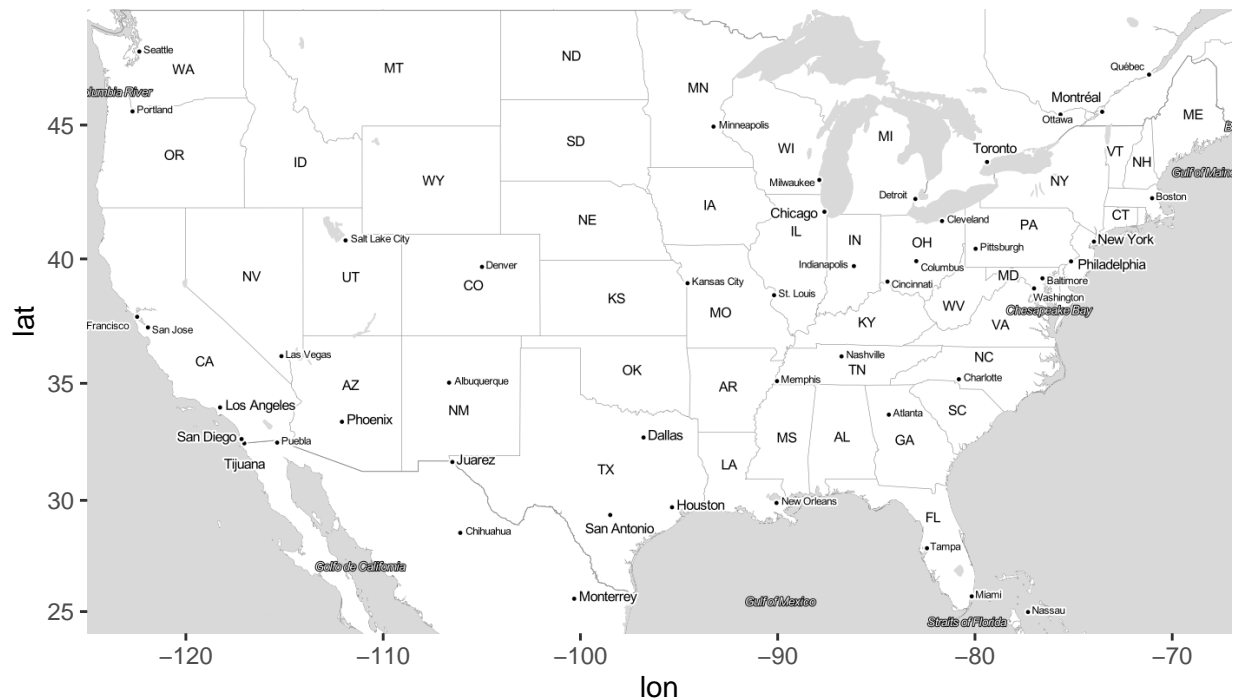 Seattle
WA
MT
ND
MN
Québec
olumbia River
Portland
Minneapolis
Montréal
Ottawa
ME
45
OR
ID
SD
WI
MI
Toronto
VT
NH
Gulf of Main
WY
Milwaukee
Detroit
NY
Boston
NE
IA
Chicago
IL
Cleveland
CT
PA
Salt Lake City
IN
OH
Pittsburgh
New York
40
NV
UT
Denver
CO
Kansas City
Indianapolis
Columbus
Philadelphia
MD
Baltimore
KS
St. Louis
Cincinnati
Washington
Chesapeake Bay
MO
WV
lat
Francisco
San Jose
KY
VA
CA
Las Vegas
Nashville
TN
NC
35
AZ
Albuquerque
OK
AR
Memphis
Charlotte
Los Angeles
Phoenix
NM
Atlanta
SC
San Diego
Puebla
Dallas
MS
AL
GA
Tijuana
Juarez
TX
LA
30
Houston
New Orleans
San Antonio
FL
Chihuahua
Tampa
Golfo de California
Monterrey
Gulf of Mexico
Miami
25
Nassau
Straits of Florida
−120
−110
−100
−90
−80
−70
lon